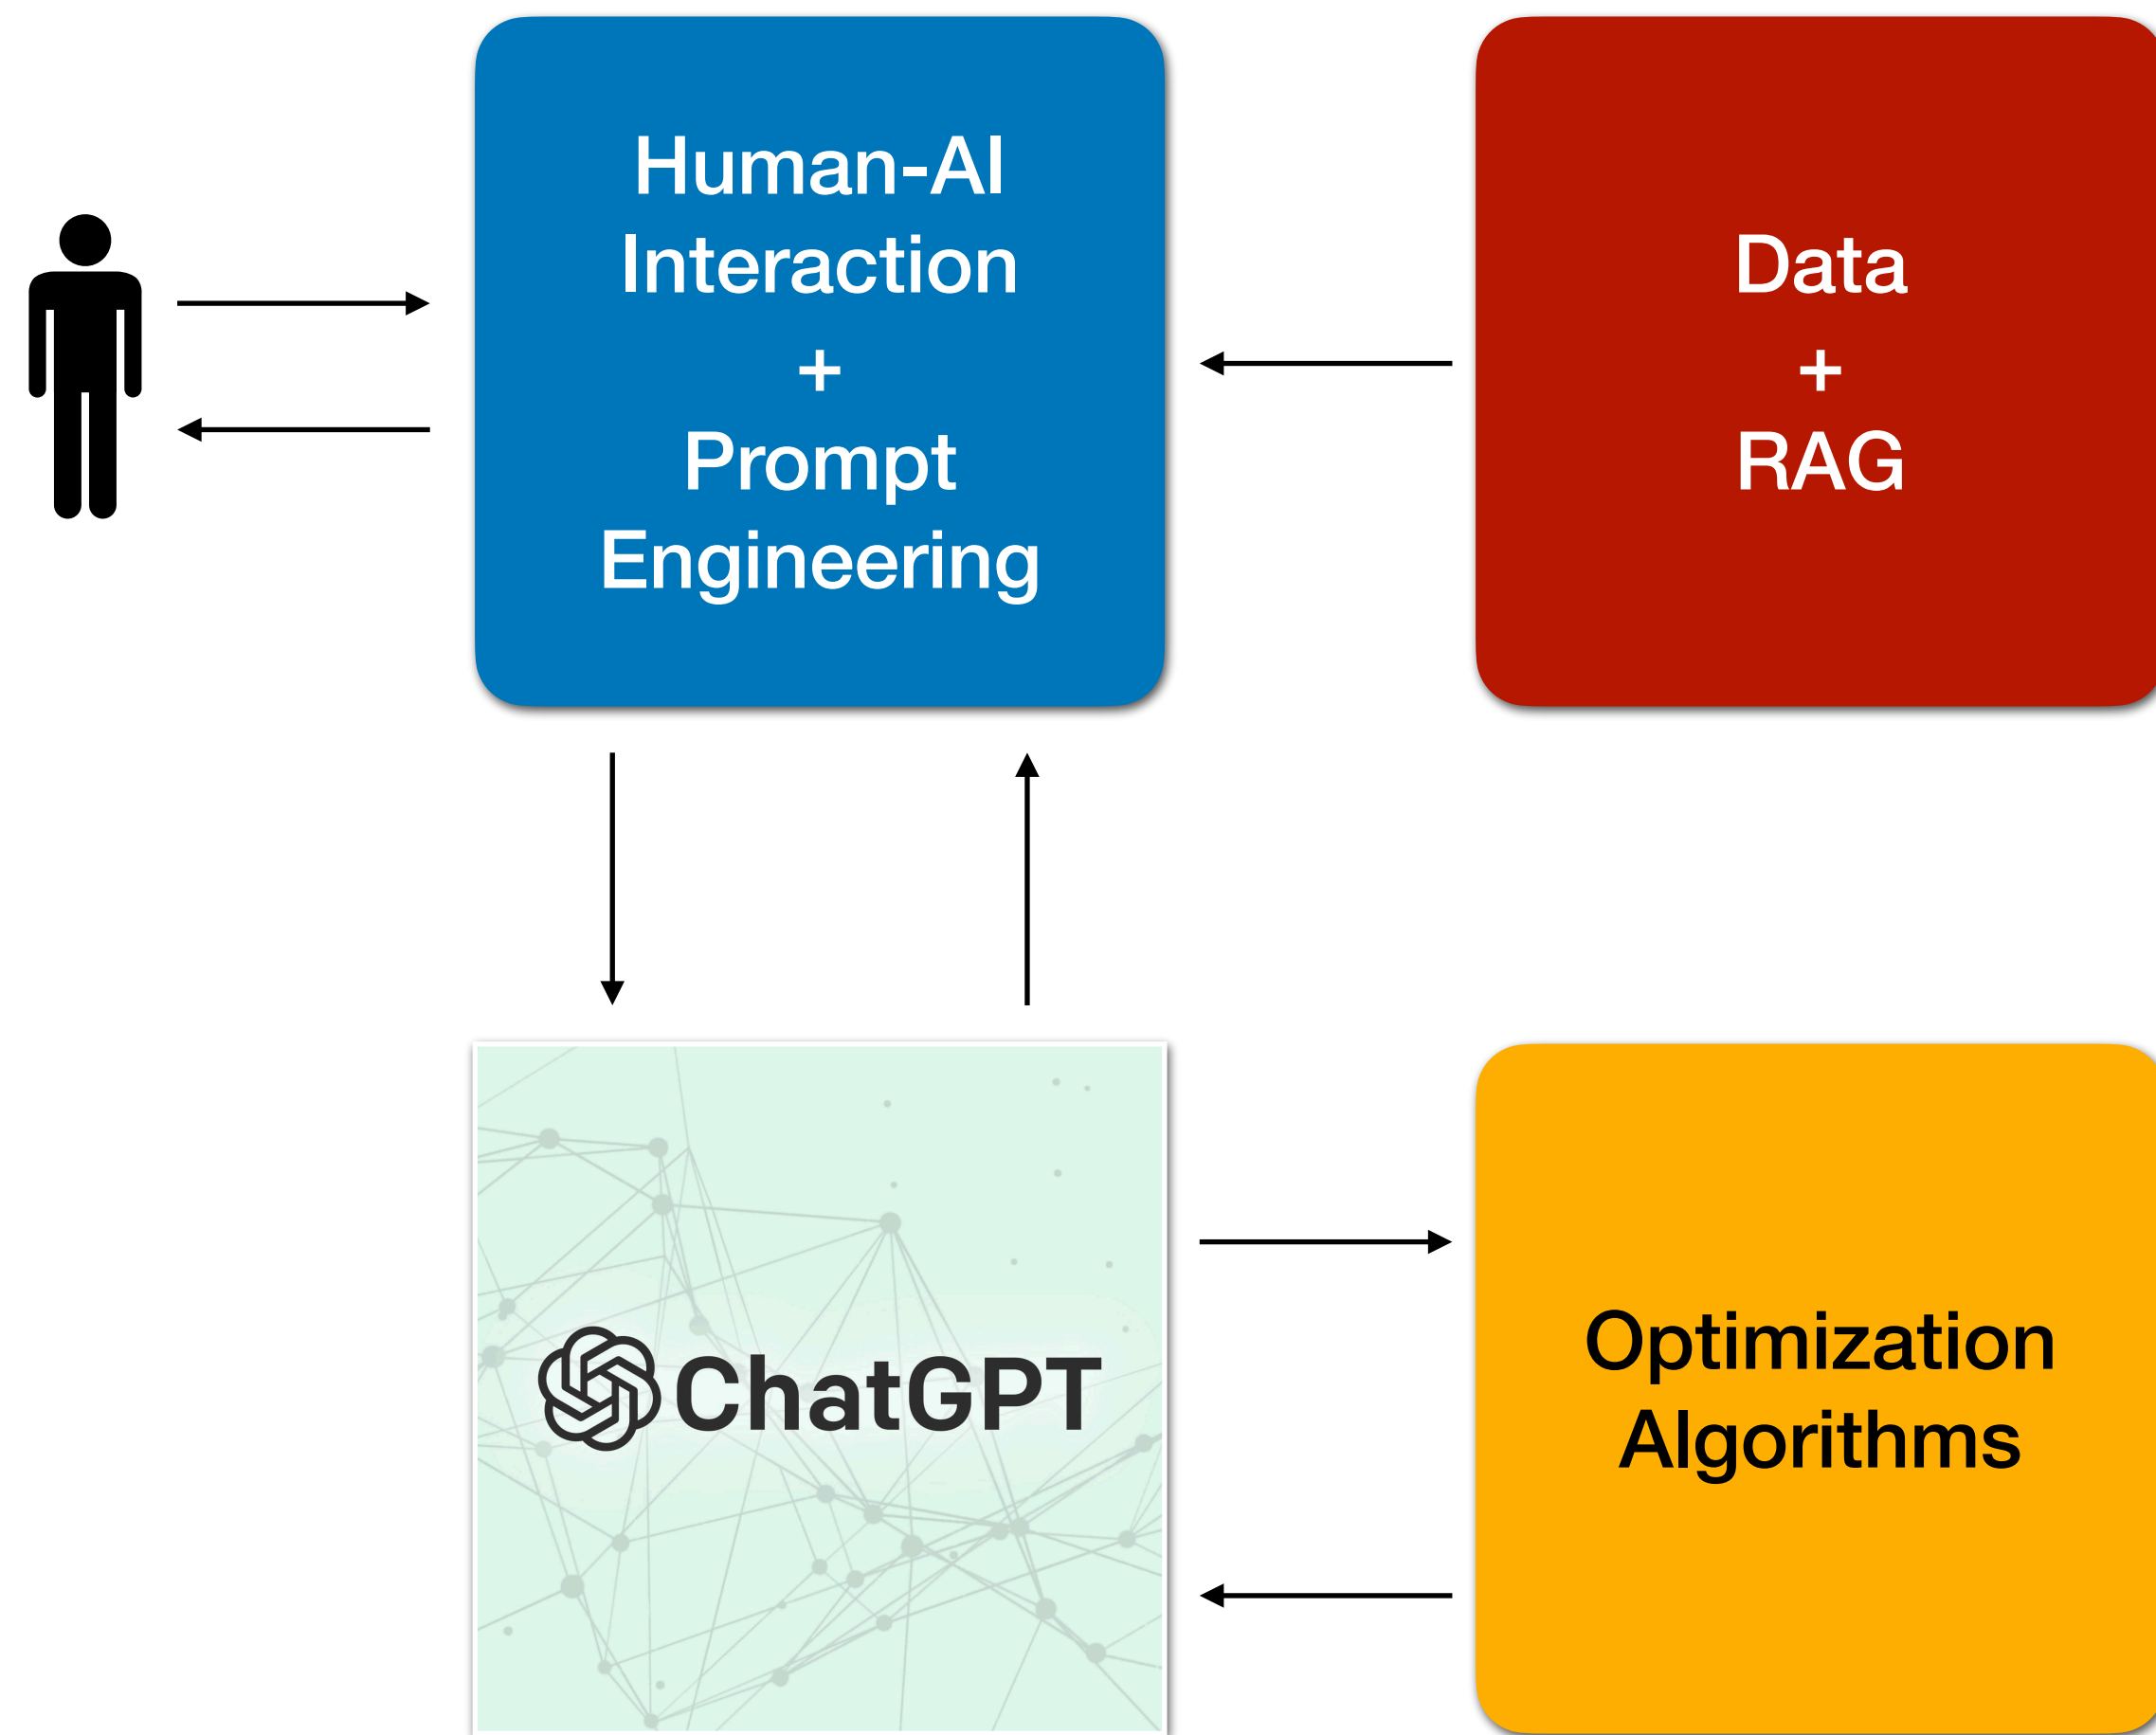 Human-AI
Interaction
+
Prompt
Engineering
Data
+
RAG
ChatGPT
Optimization
Algorithms